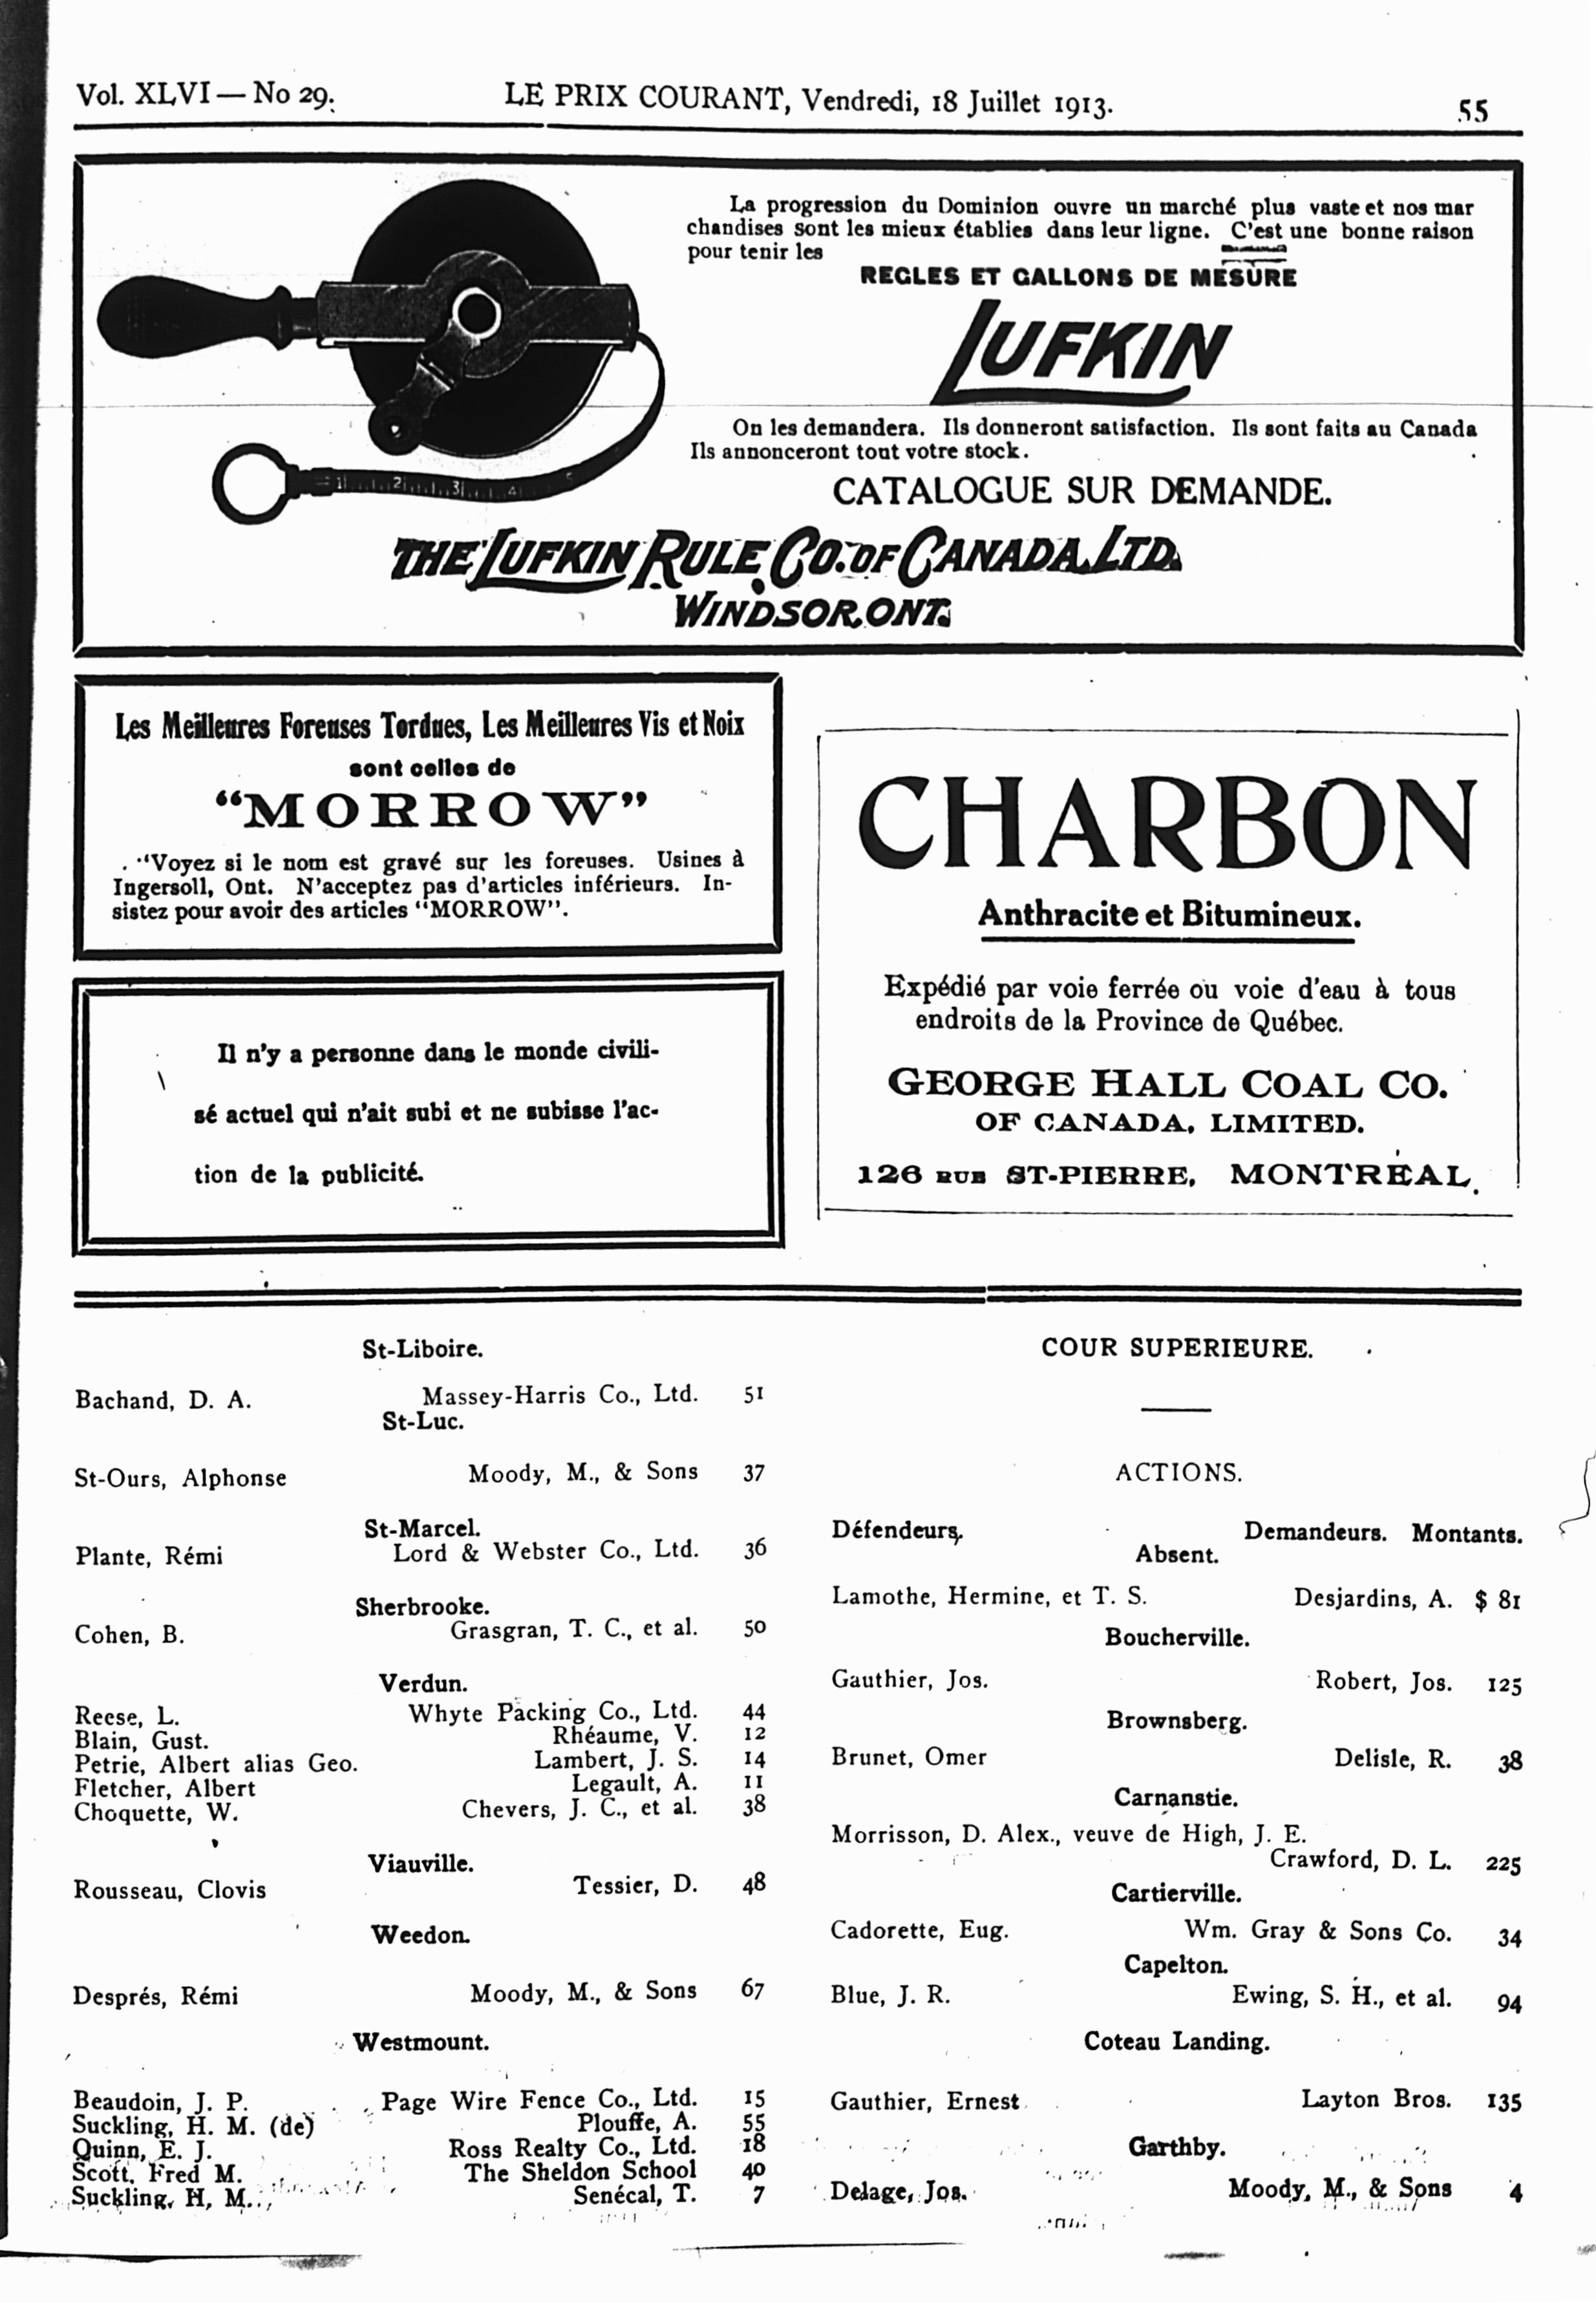 Vol. XLVI — No 29.
LE PRIX COURANT, Vendredi, 18 Juillet 1913.
55
La progression du Dominion ouvre un marché plus vaste et nos mar
chandises sont les mieux établies dans leur ligne. C'est une bonne raison
pour tenir les
REGLES ET GALLONS DE MESURE
LUFKIN
On les demandera. Ils donneront satisfaction. Ils sont faits au Canada
Ils annonceront tout votre stock.
CATALOGUE SUR DEMANDE.
THE LUFKIN RULE CO. OF CANADA, LTD.
WINDSOR, ONT.
1 2 3 4 5
Les Meilleures Foreuses Tordues, Les Meilleures Vis et Noix
sont celles de
"MORROW"
"Voyez si le nom est gravé sur les foreuses. Usines à
Ingersoll, Ont. N'acceptez pas d'articles inférieurs. In-
sistez pour avoir des articles "MORROW".
Il n'y a personne dans le monde civili-
sé actuel qui n'ait subi et ne subisse l'ac-
tion de la publicité.
CHARBON
Anthracite et Bitumineux.
Expédié par voie ferrée ou voie d'eau à tous
endroits de la Province de Québec.
GEORGE HALL COAL CO.
OF CANADA, LIMITED.
126 RUE ST-PIERRE, MONTRÉAL.
St-Liboire.
Bachand, D. A. Massey-Harris Co., Ltd. 51
St-Luc.
St-Ours, Alphonse Moody, M., & Sons 37
St-Marcel.
Plante, Rémi Lord & Webster Co., Ltd. 36
Sherbrooke.
Cohen, B. Grasgran, T. C., et al. 50
Verdun.
Reese, L. Whyte Packing Co., Ltd. 44
Blain, Gust. Rhéaume, V. 12
Petrie, Albert alias Geo. Lambert, J. S. 14
Fletcher, Albert Legault, A. 11
Choquette, W. Chevers, J. C., et al. 38
Viauville.
Rousseau, Clovis Tessier, D. 48
Weedon.
Després, Rémi Moody, M., & Sons 67
Westmount.
Beaudoin, J. P. Page Wire Fence Co., Ltd. 15
Suckling, H. M. (de) Plouffe, A. 55
Quinn, E. J. Ross Realty Co., Ltd. 18
Scott, Fred M. The Sheldon School 40
Suckling, H, M. Senécal, T. 7
COUR SUPERIEURE.
ACTIONS.
Défendeurs. Demandeurs. Montants.
Absent.
Lamothe, Hermine, et T. S. Desjardins, A. $ 81
Boucherville.
Gauthier, Jos. Robert, Jos. 125
Brownsberg.
Brunet, Omer Delisle, R. 38
Carnanstie.
Morrisson, D. Alex., veuve de High, J. E.
Crawford, D. L. 225
Cartierville.
Cadorette, Eug. Wm. Gray & Sons Co. 34
Capelton.
Blue, J. R. Ewing, S. H., et al. 94
Coteau Landing.
Gauthier, Ernest Layton Bros. 135
Garthby.
Delage, Jos. Moody, M., & Sons 4